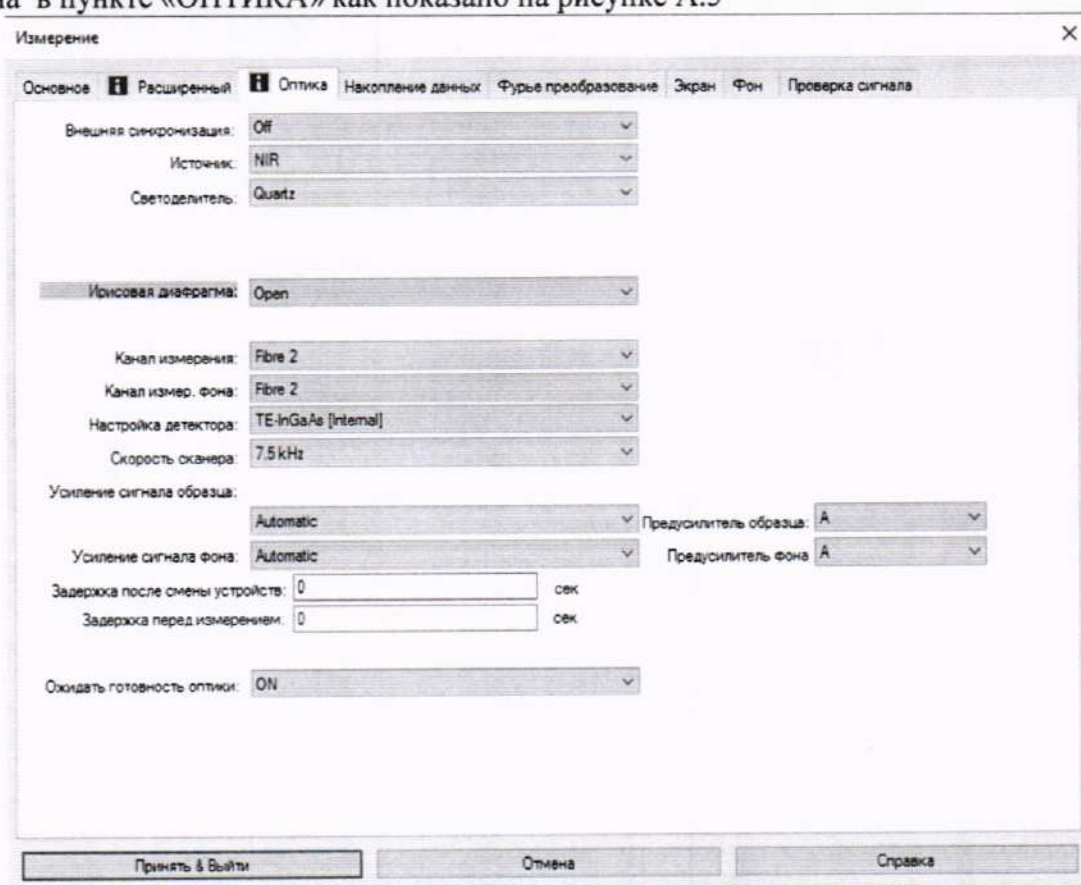 в пункте «ОПТИКА» как показано на рисунке А.5
Измерение
Основное Расширенный Оптика Накопление данных Фурье преобразование Экран Фон Проверка сигнала
Внешняя синхронизация: Off
Источник: NIR
Светоделитель: Quartz
Ирисовая диафрагма: Open
Канал измерения: Fibre 2
Канал измер. фона: Fibre 2
Настройка детектора: TE-InGaAs [Internal]
Скорость сканера: 7.5 kHz
Усиление сигнала образца:
Automatic Предусилитель образца: A
Усиление сигнала фона: Automatic Предусилитель фона A
Задержка после смены устройств: 0 сек
Задержка перед измерением: 0 сек
Ожидать готовность оптики: ON
Принять & Выйти Отмена Справка